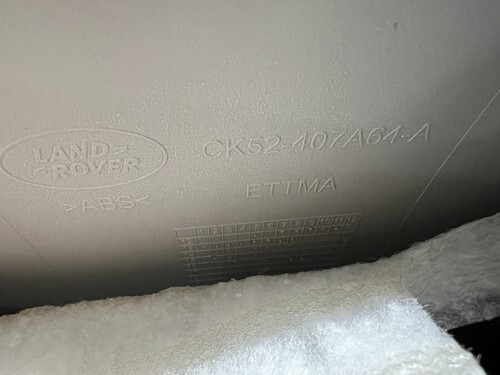 LAND
ROVER
CK52-407A64-A
>ABS<
ETTMA